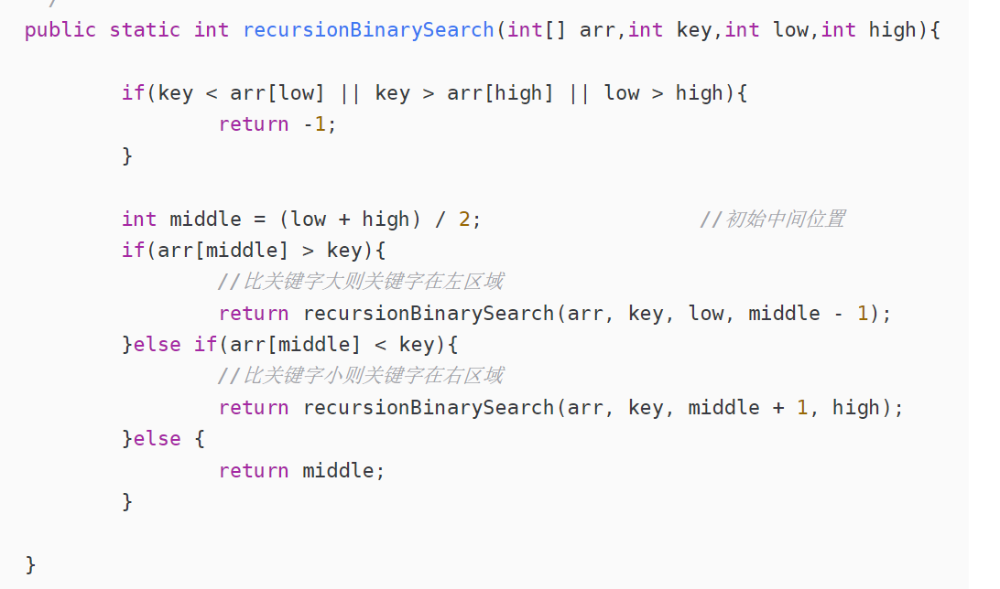 /
public static int recursionBinarySearch(int[] arr,int key,int low,int high){
if(key < arr[low] || key > arr[high] || low > high){
return -1;
}
int middle = (low + high) / 2; //初始中间位置
if(arr[middle] > key){
//比关键字大则关键字在左区域
return recursionBinarySearch(arr, key, low, middle - 1);
}else if(arr[middle] < key){
//比关键字小则关键字在右区域
return recursionBinarySearch(arr, key, middle + 1, high);
}else {
return middle;
}
}